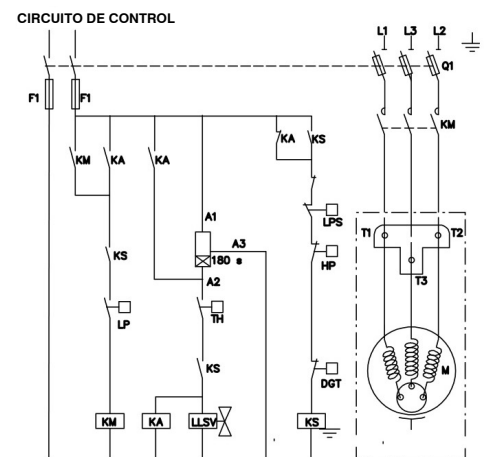 CIRCUITO DE CONTROL
L1 L3 L2
Q1
F1 F1
KM
KA KS
KM KA KA
A1
LPS
T1 T2
A3
KS
180 s
HP
T3
A2
LP
TH
KS
DGT
M
KM KA LLSV KS